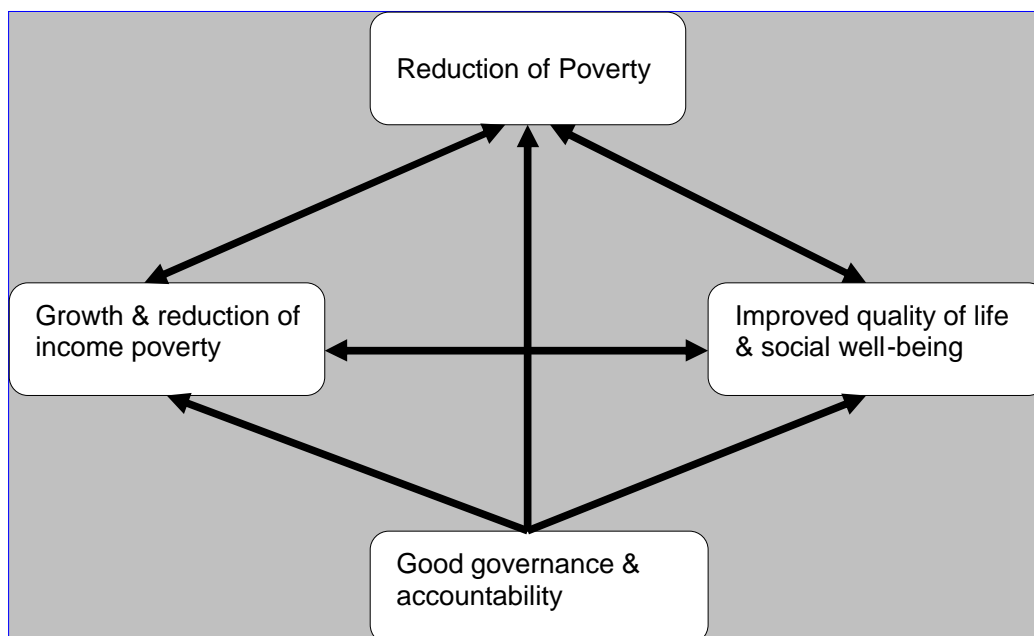 Reduction of Poverty
Growth & reduction of
income poverty
Improved quality of life
& social well-being
Good governance &
accountability